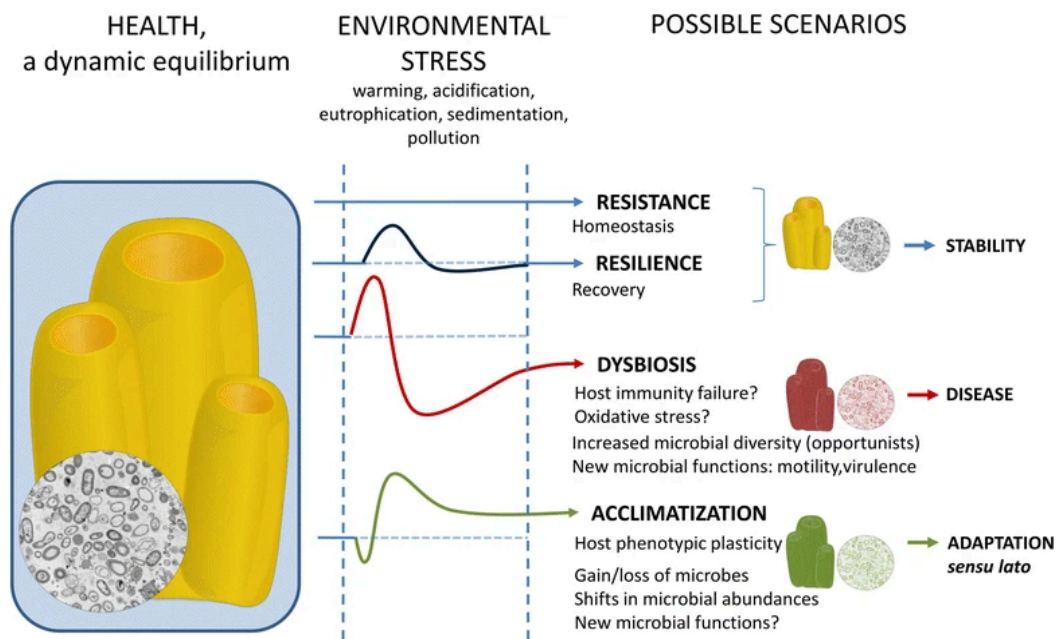 HEALTH,
a dynamic equilibrium
ENVIRONMENTAL
STRESS
warming, acidification,
eutrophication, sedimentation,
pollution
POSSIBLE SCENARIOS
RESISTANCE
Homeostasis
RESILIENCE
Recovery
STABILITY
DYSBIOSIS
Host immunity failure?
Oxidative stress?
Increased microbial diversity (opportunists)
New microbial functions: motility,virulence
DISEASE
ACCLIMATIZATION
Host phenotypic plasticity
Gain/loss of microbes
Shifts in microbial abundances
New microbial functions?
ADAPTATION
sensu lato